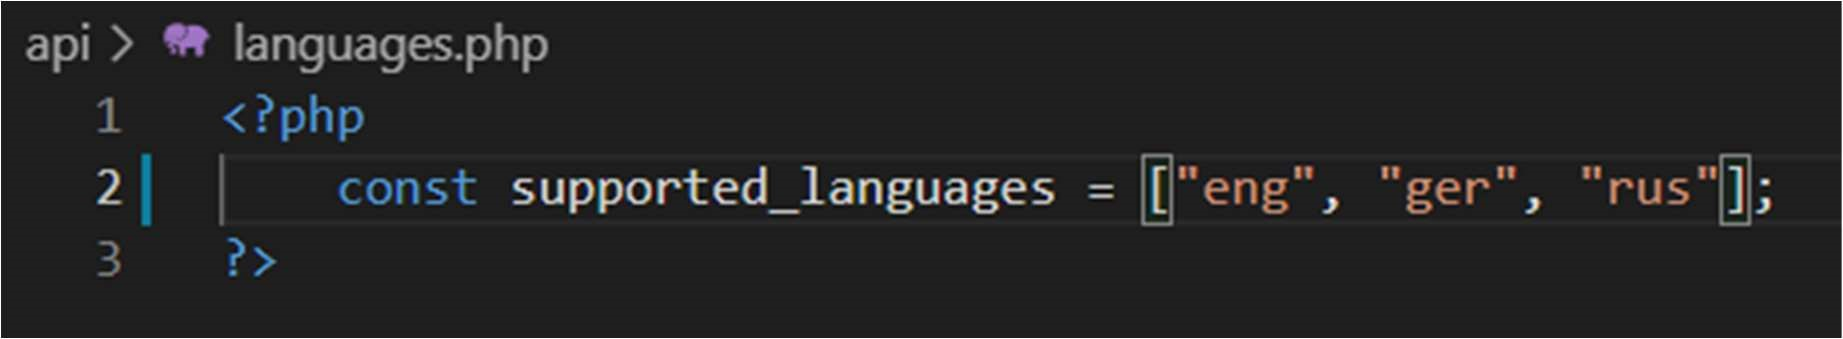 api > languages.php
1 <?php
2 const supported_languages = ["eng", "ger", "rus"];
3 ?>